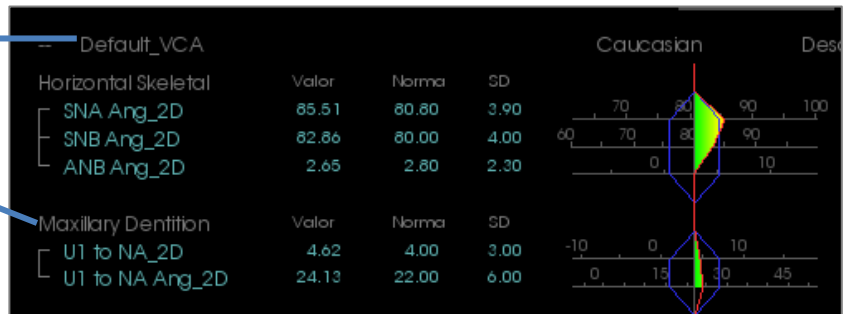 -- Default_VCA Caucasian Desc
Horizontal Skeletal Valor Norma SD
SNA Ang_2D 85.51 80.80 3.90 70 80 90 100
SNB Ang_2D 82.86 80.00 4.00 60 70 80 90
ANB Ang_2D 2.65 2.80 2.30 0 10
Maxillary Dentition Valor Norma SD
U1 to NA_2D 4.62 4.00 3.00 -10 0 10
U1 to NA Ang_2D 24.13 22.00 6.00 0 15 30 45